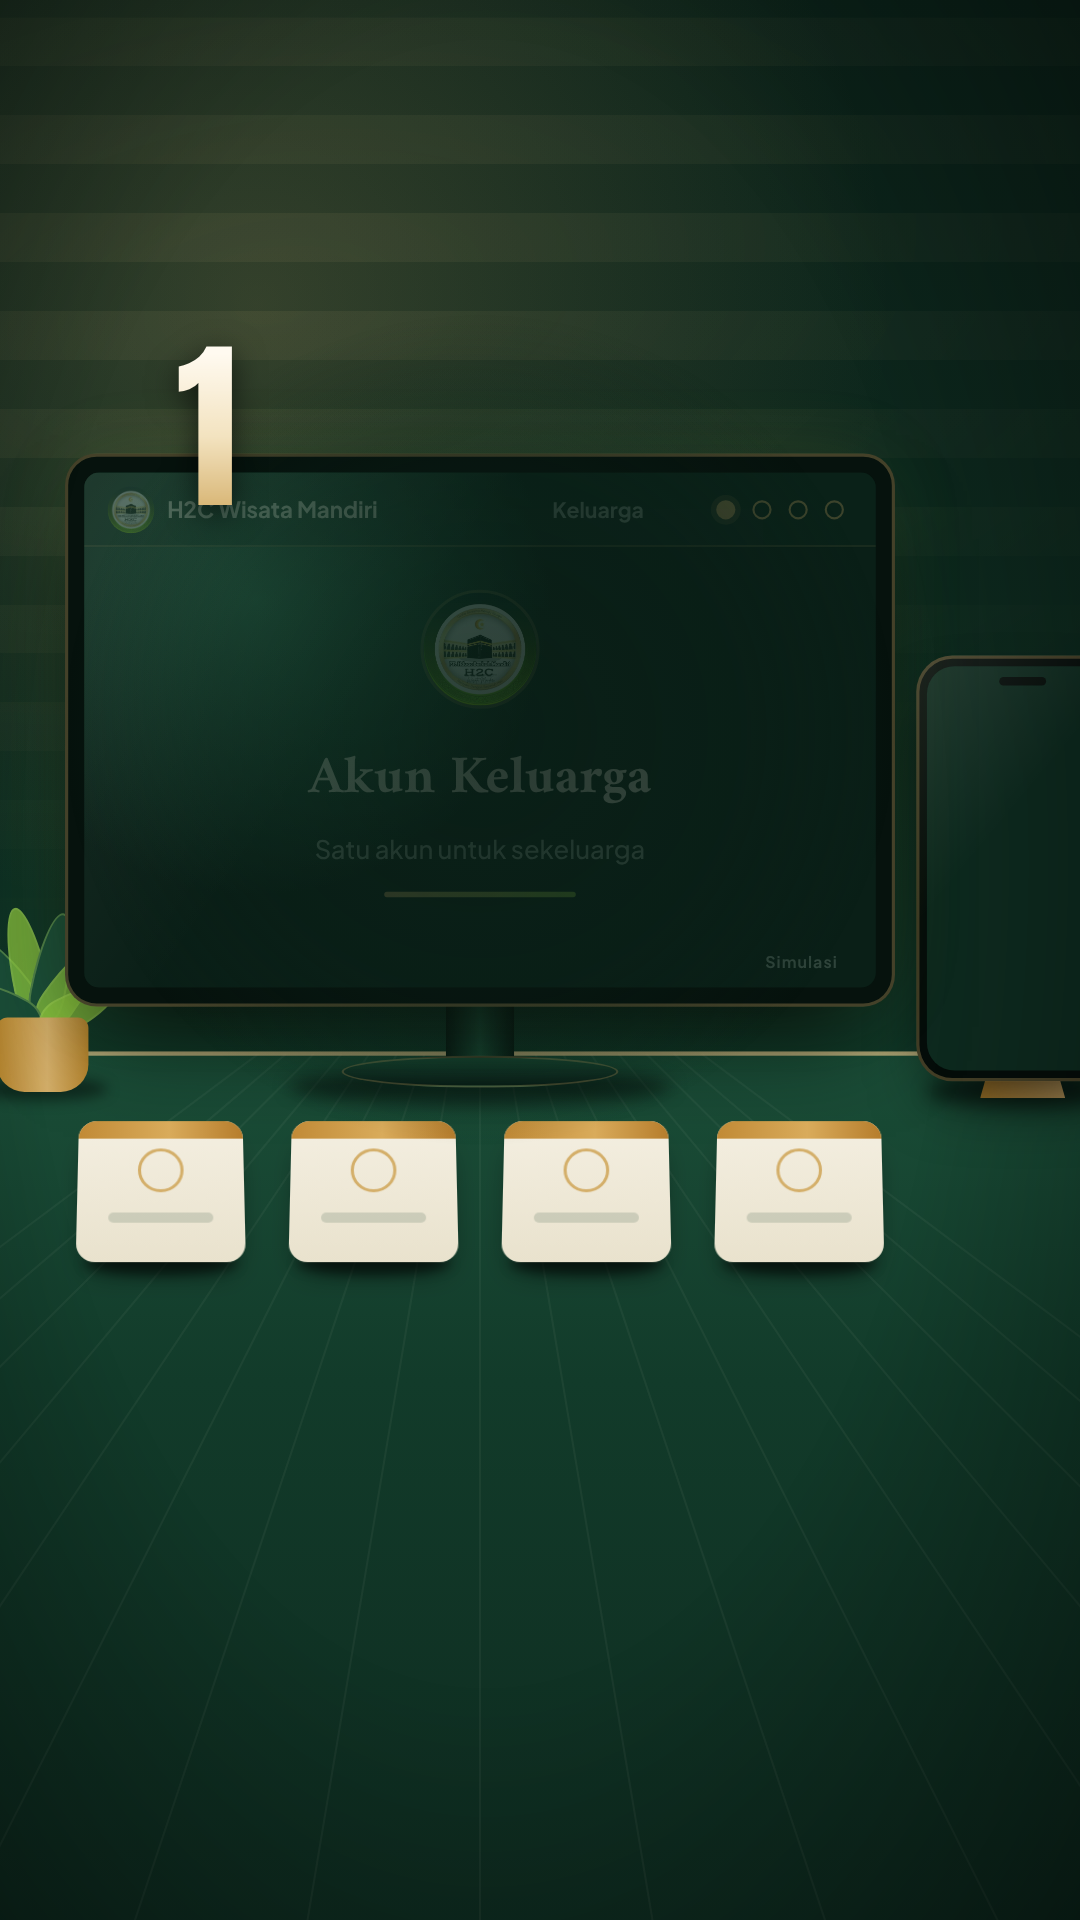 1
H2C Wisata Mandiri
Keluarga
H2C
Akun Keluarga
Satu akun untuk sekeluarga
Simulasi